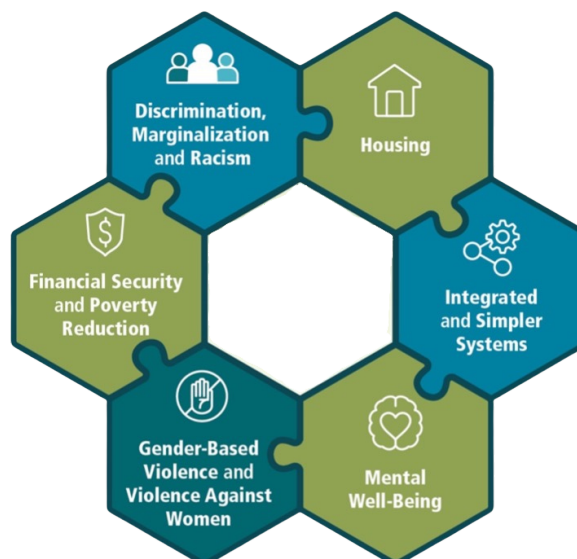 Discrimination,
Marginalization
and Racism
Housing
Financial Security
and Poverty
Reduction
Integrated
and Simpler
Systems
Gender-Based
Violence and
Violence Against
Women
Mental
Well-Being